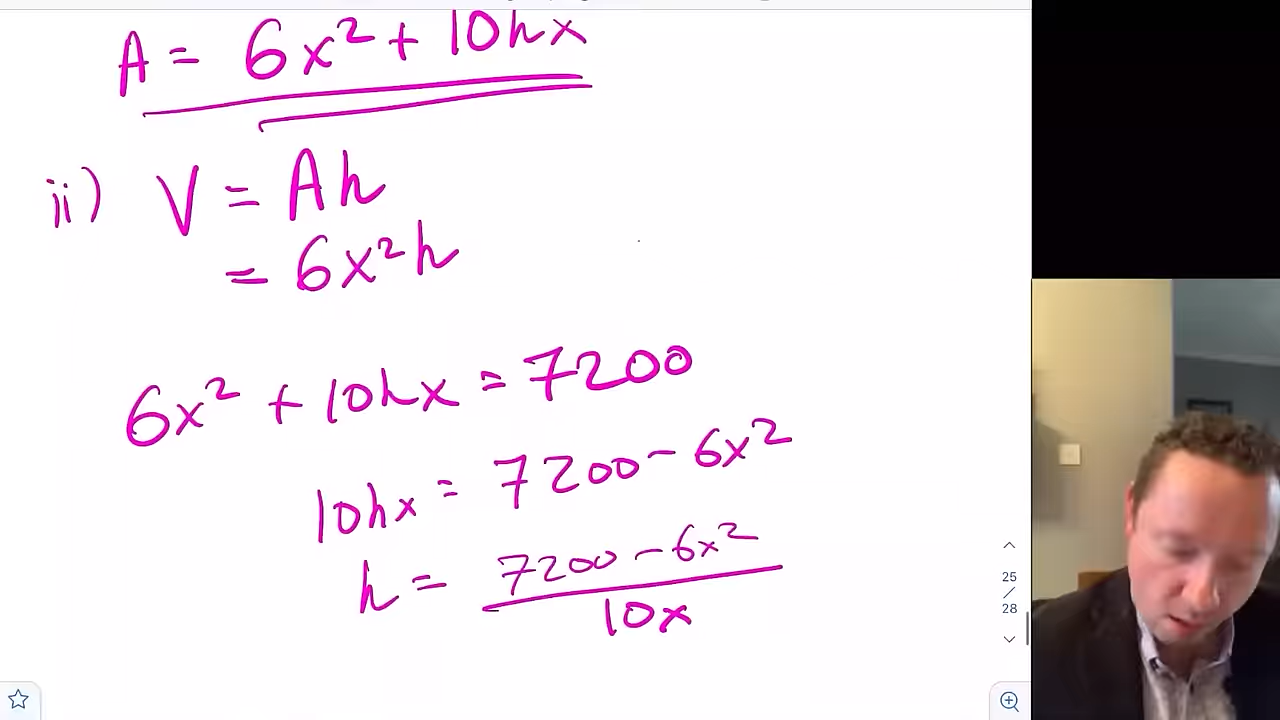 A = 6x² + 10hx
ii) V = Ah
= 6x²h
6x² + 10hx = 7200
10hx = 7200 - 6x²
h = (7200 - 6x²) / 10x
25
/
28